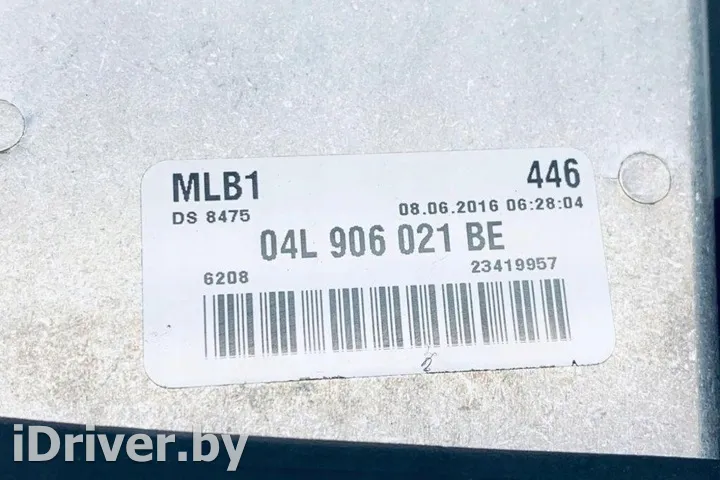 MLB1 446
DS 8475 08.06.2016 06:28:04
04L 906 021 BE
6208 23419957
iDriver.by